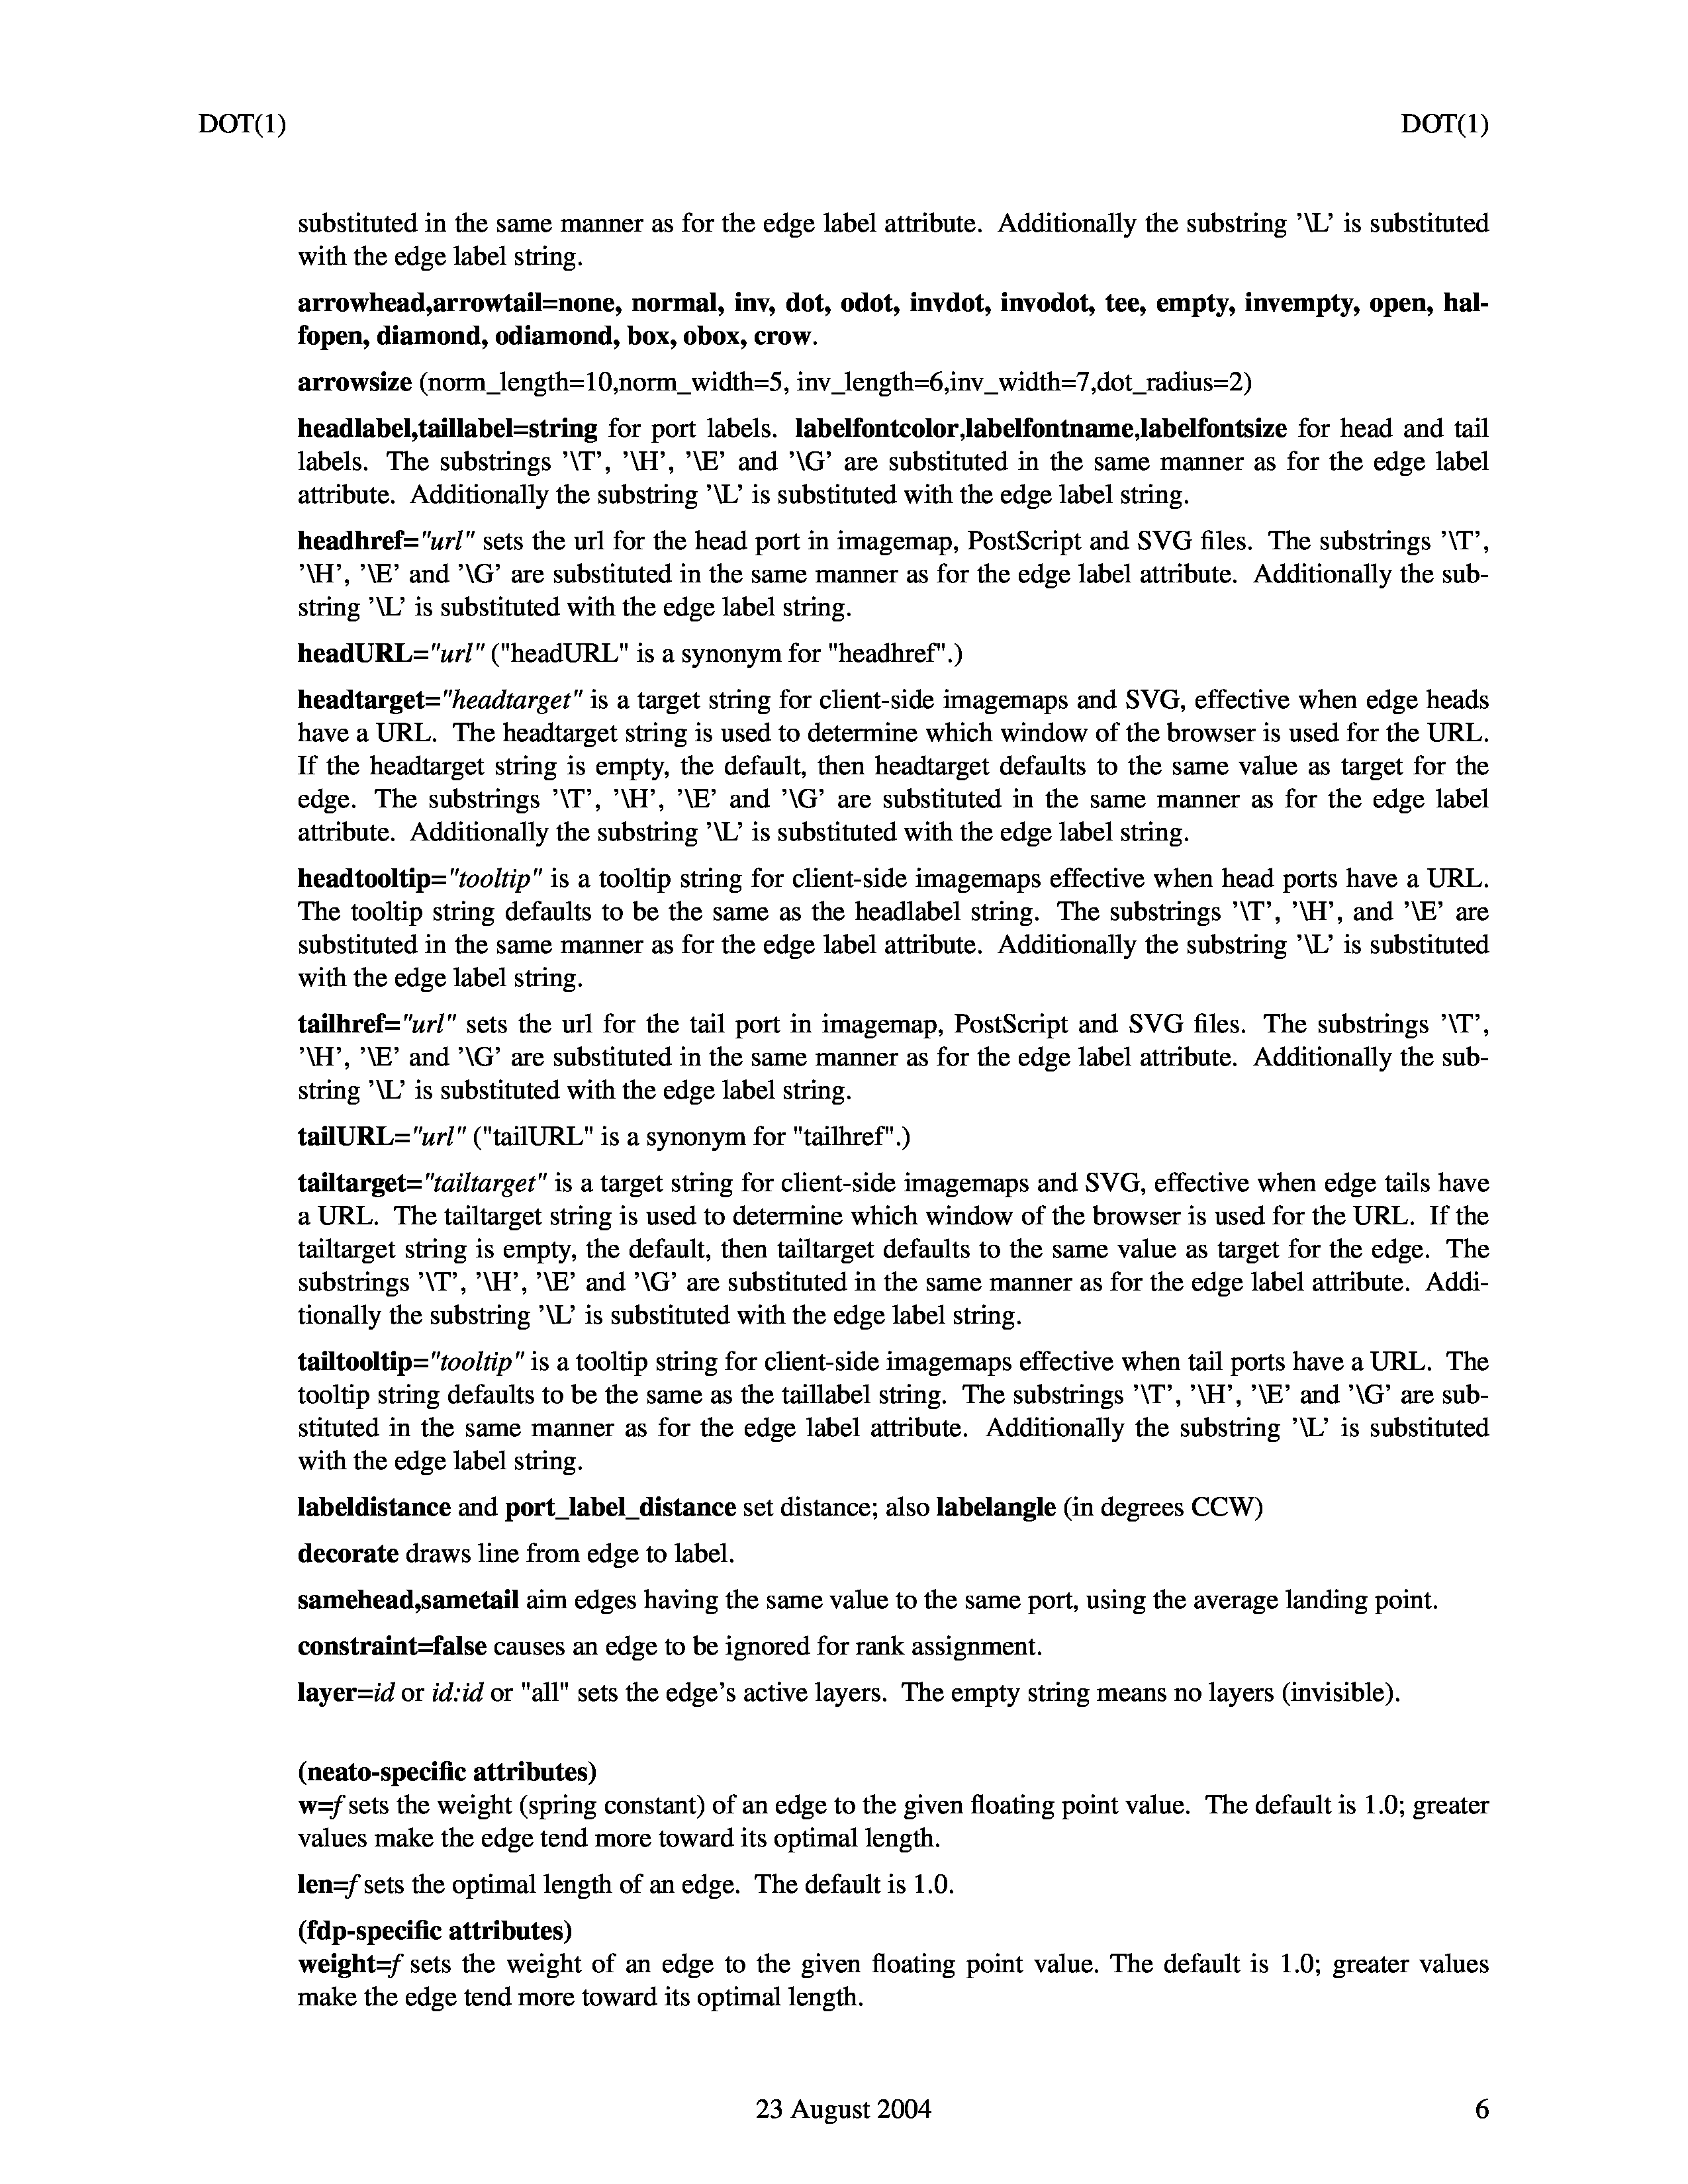 DOT(1) DOT(1)
substituted in the same manner as for the edge label attribute. Additionally the substring ’\L’ is substituted
with the edge label string.
arrowhead,arrowtail=none, normal, inv, dot, odot, invdot, invodot, tee, empty, invempty, open, hal-
fopen, diamond, odiamond, box, obox, crow.
arrowsize (norm_length=10,norm_width=5, inv_length=6,inv_width=7,dot_radius=2)
headlabel,taillabel=string for port labels. labelfontcolor,labelfontname,labelfontsize for head and tail
labels. The substrings ’\T’, ’\H’, ’\E’ and ’\G’ are substituted in the same manner as for the edge label
attribute. Additionally the substring ’\L’ is substituted with the edge label string.
headhref="url" sets the url for the head port in imagemap, PostScript and SVG files. The substrings ’\T’,
’\H’, ’\E’ and ’\G’ are substituted in the same manner as for the edge label attribute. Additionally the sub-
string ’\L’ is substituted with the edge label string.
headURL="url" ("headURL" is a synonym for "headhref".)
headtarget="headtarget" is a target string for client-side imagemaps and SVG, effective when edge heads
have a URL. The headtarget string is used to determine which window of the browser is used for the URL.
If the headtarget string is empty, the default, then headtarget defaults to the same value as target for the
edge. The substrings ’\T’, ’\H’, ’\E’ and ’\G’ are substituted in the same manner as for the edge label
attribute. Additionally the substring ’\L’ is substituted with the edge label string.
headtooltip="tooltip" is a tooltip string for client-side imagemaps effective when head ports have a URL.
The tooltip string defaults to be the same as the headlabel string. The substrings ’\T’, ’\H’, and ’\E’ are
substituted in the same manner as for the edge label attribute. Additionally the substring ’\L’ is substituted
with the edge label string.
tailhref="url" sets the url for the tail port in imagemap, PostScript and SVG files. The substrings ’\T’,
’\H’, ’\E’ and ’\G’ are substituted in the same manner as for the edge label attribute. Additionally the sub-
string ’\L’ is substituted with the edge label string.
tailURL="url" ("tailURL" is a synonym for "tailhref".)
tailtarget="tailtarget" is a target string for client-side imagemaps and SVG, effective when edge tails have
a URL. The tailtarget string is used to determine which window of the browser is used for the URL. If the
tailtarget string is empty, the default, then tailtarget defaults to the same value as target for the edge. The
substrings ’\T’, ’\H’, ’\E’ and ’\G’ are substituted in the same manner as for the edge label attribute. Addi-
tionally the substring ’\L’ is substituted with the edge label string.
tailtooltip="tooltip" is a tooltip string for client-side imagemaps effective when tail ports have a URL. The
tooltip string defaults to be the same as the taillabel string. The substrings ’\T’, ’\H’, ’\E’ and ’\G’ are sub-
stituted in the same manner as for the edge label attribute. Additionally the substring ’\L’ is substituted
with the edge label string.
labeldistance and port_label_distance set distance; also labelangle (in degrees CCW)
decorate draws line from edge to label.
samehead,sametail aim edges having the same value to the same port, using the average landing point.
constraint=false causes an edge to be ignored for rank assignment.
layer=id or id:id or "all" sets the edge’s active layers. The empty string means no layers (invisible).
(neato-specific attributes)
w=f sets the weight (spring constant) of an edge to the given floating point value. The default is 1.0; greater
values make the edge tend more toward its optimal length.
len=f sets the optimal length of an edge. The default is 1.0.
(fdp-specific attributes)
weight=f sets the weight of an edge to the given floating point value. The default is 1.0; greater values
make the edge tend more toward its optimal length.
23 August 2004 6